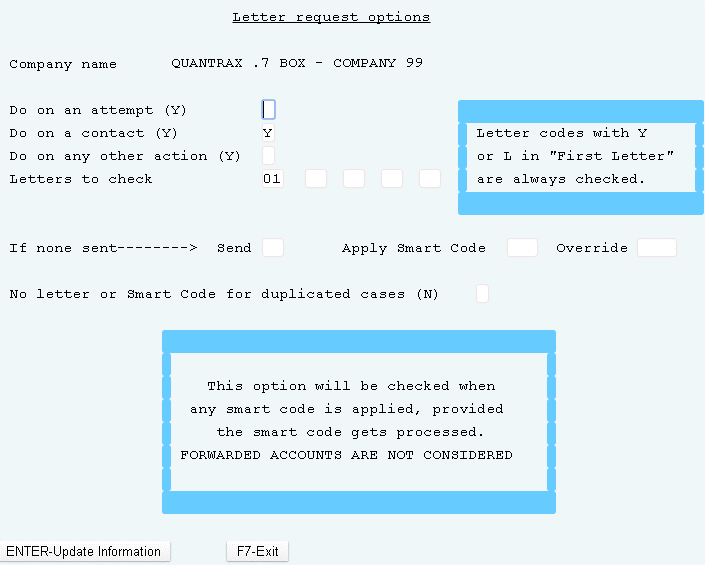 Letter request options
Company name QUANTRAX .7 BOX - COMPANY 99
Do on an attempt (Y)
Do on a contact (Y) Y
Do on any other action (Y)
Letters to check 01
Letter codes with Y
or L in "First Letter"
are always checked.
If none sent--------> Send Apply Smart Code Override
No letter or Smart Code for duplicated cases (N)
This option will be checked when
any smart code is applied, provided
the smart code gets processed.
FORWARDED ACCOUNTS ARE NOT CONSIDERED
ENTER-Update Information F7-Exit